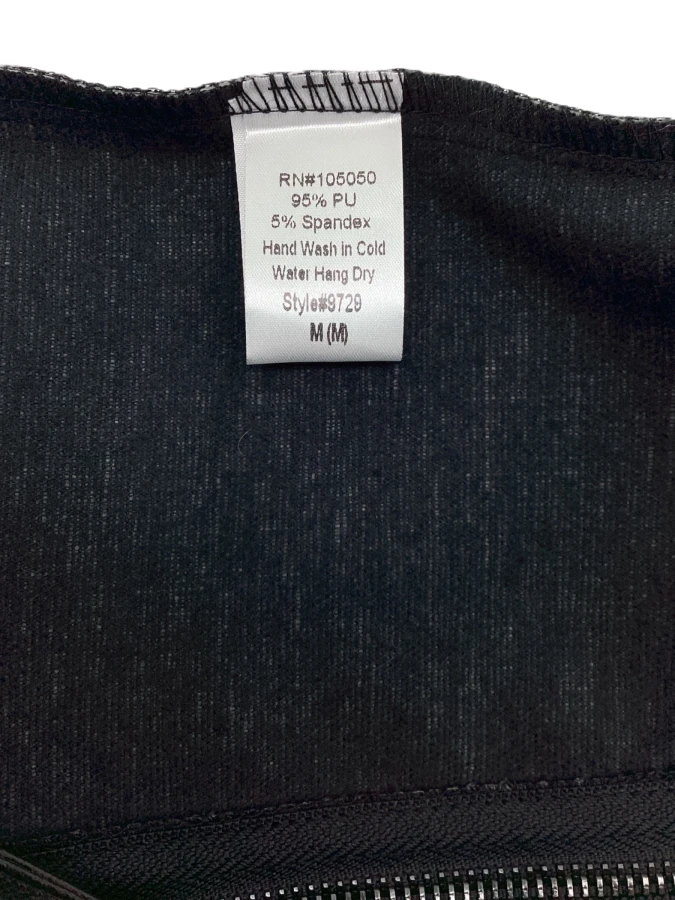 RN#105050
95% PU
5% Spandex
Hand Wash in Cold
Water Hang Dry
Style#9729
M (M)